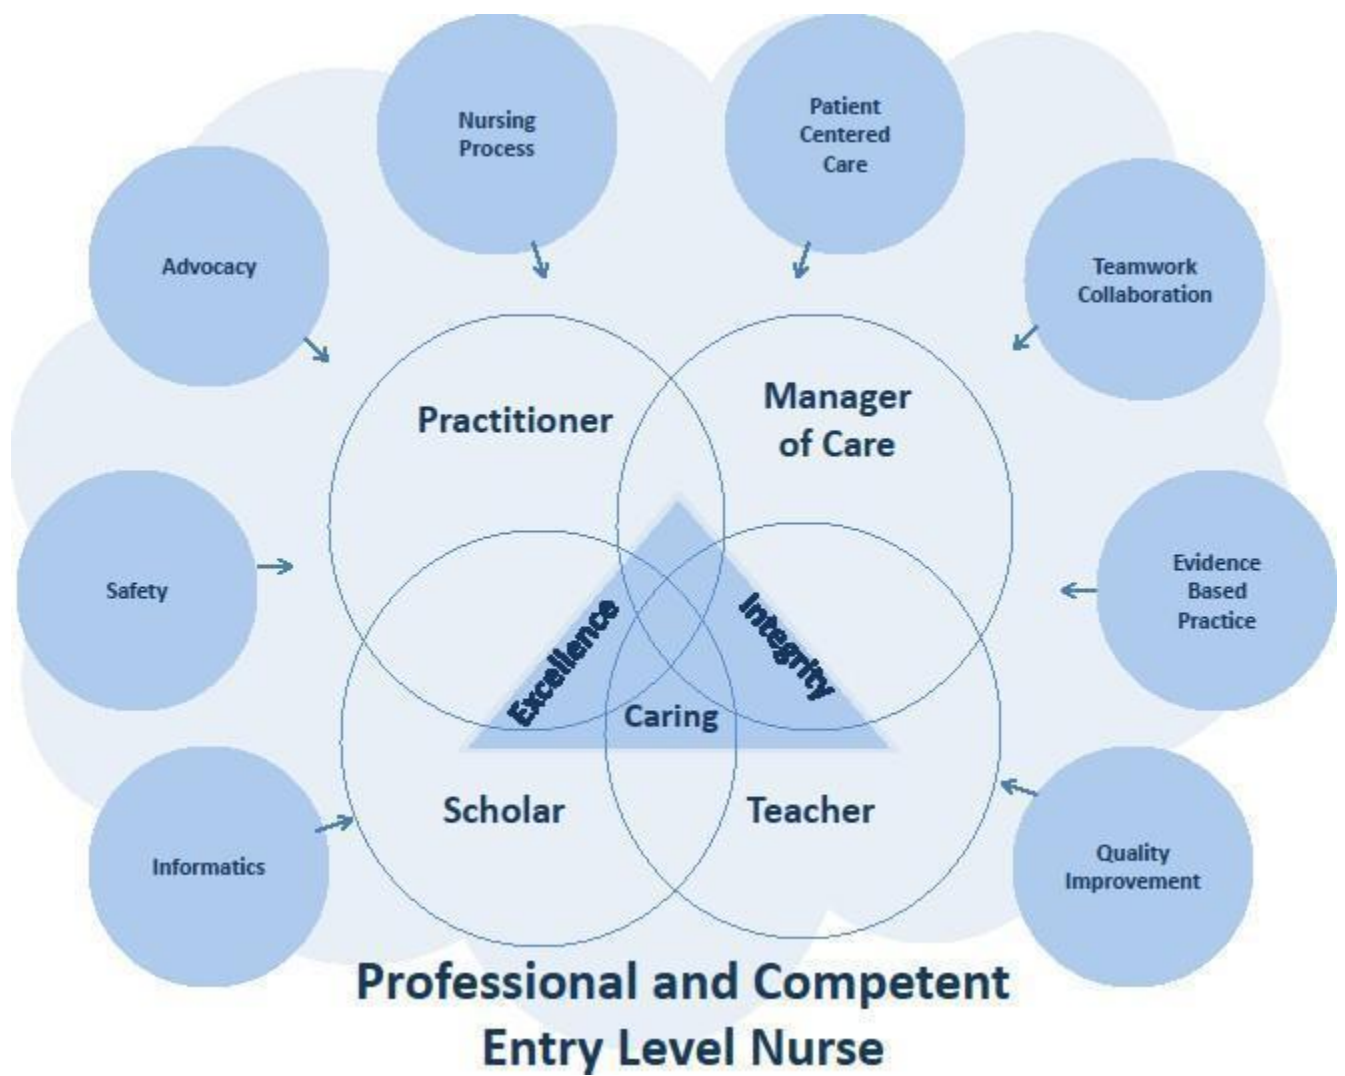 Nursing
Process
Patient
Centered
Care
Advocacy
Teamwork
Collaboration
Practitioner
Manager
of Care
Safety
Evidence
Based
Practice
Excellence
Integrity
Caring
Scholar
Teacher
Informatics
Quality
Improvement
Professional and Competent
Entry Level Nurse